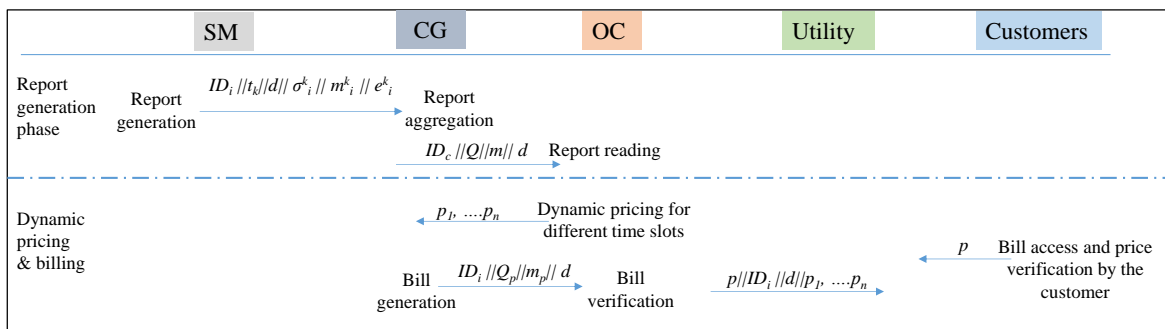 SM CG OC Utility Customers
Report
generation
phase
Report
generation
ID_i ||t_k||d|| σ^k_i || m^k_i || e^k_i
Report
aggregation
ID_c ||Q||m|| d
Report reading
Dynamic
pricing
& billing
p_1, ....p_n
Dynamic pricing for
different time slots
Bill
generation
ID_i ||Q_p||m_p|| d
Bill
verification
p||ID_i ||d||p_1, ....p_n
p
Bill access and price
verification by the
customer